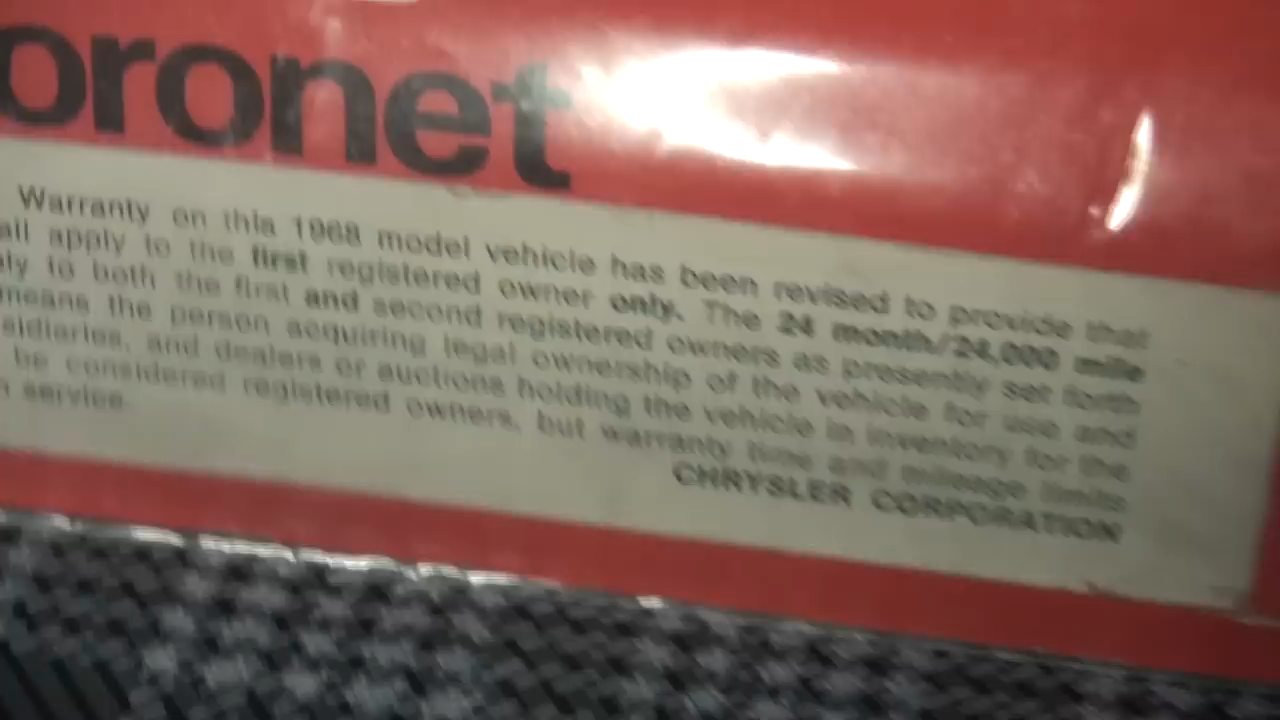 oronet
Warranty on this 1968 model vehicle has been revised to provide that
all apply to the first registered owner only. The 24 month/24,000 mile
ly to both the first and second registered owners as presently set forth
means the person acquiring legal ownership of the vehicle for use and
sidiaries, and dealers or auctions holding the vehicle in inventory for the
be considered registered owners, but warranty time and mileage limits
n service.
CHRYSLER CORPORATION